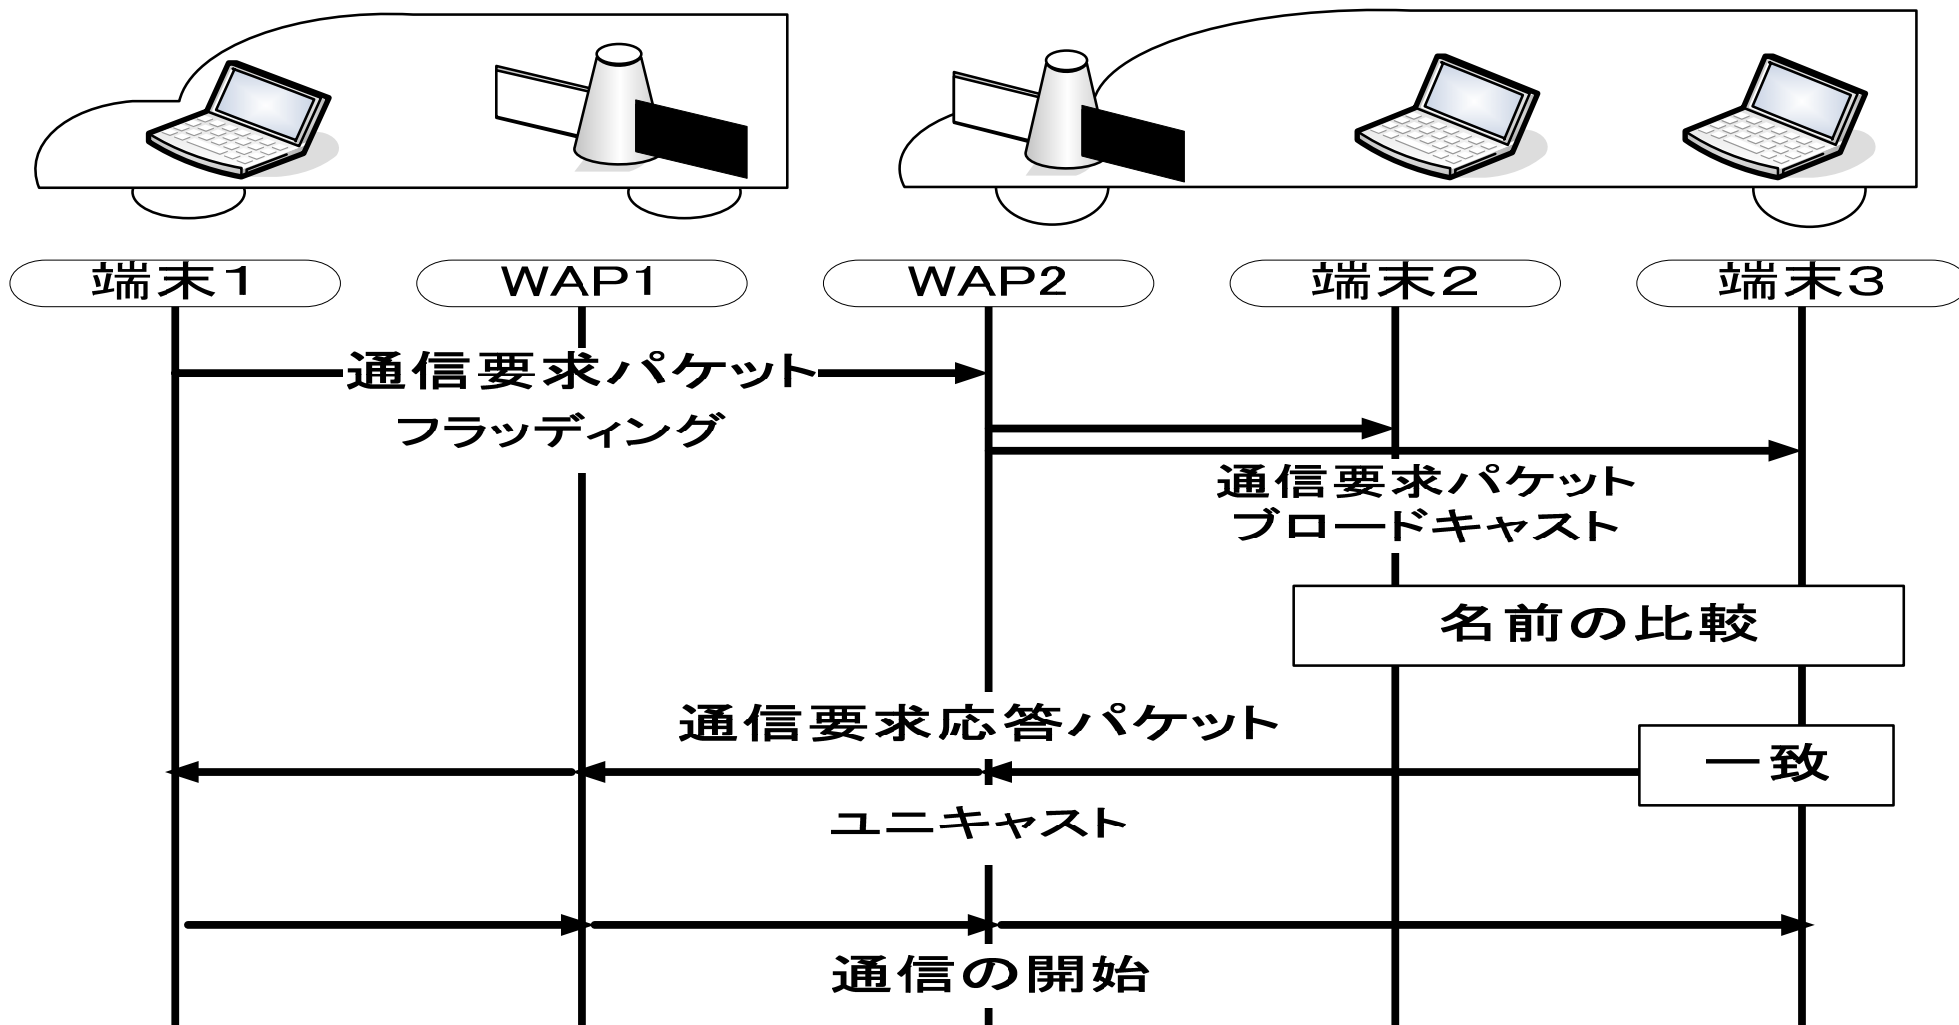 端末1
WAP1
WAP2
端末2
端末3
通信要求パケット
フラッディング
通信要求パケット
ブロードキャスト
名前の比較
通信要求応答パケット
一致
ユニキャスト
通信の開始